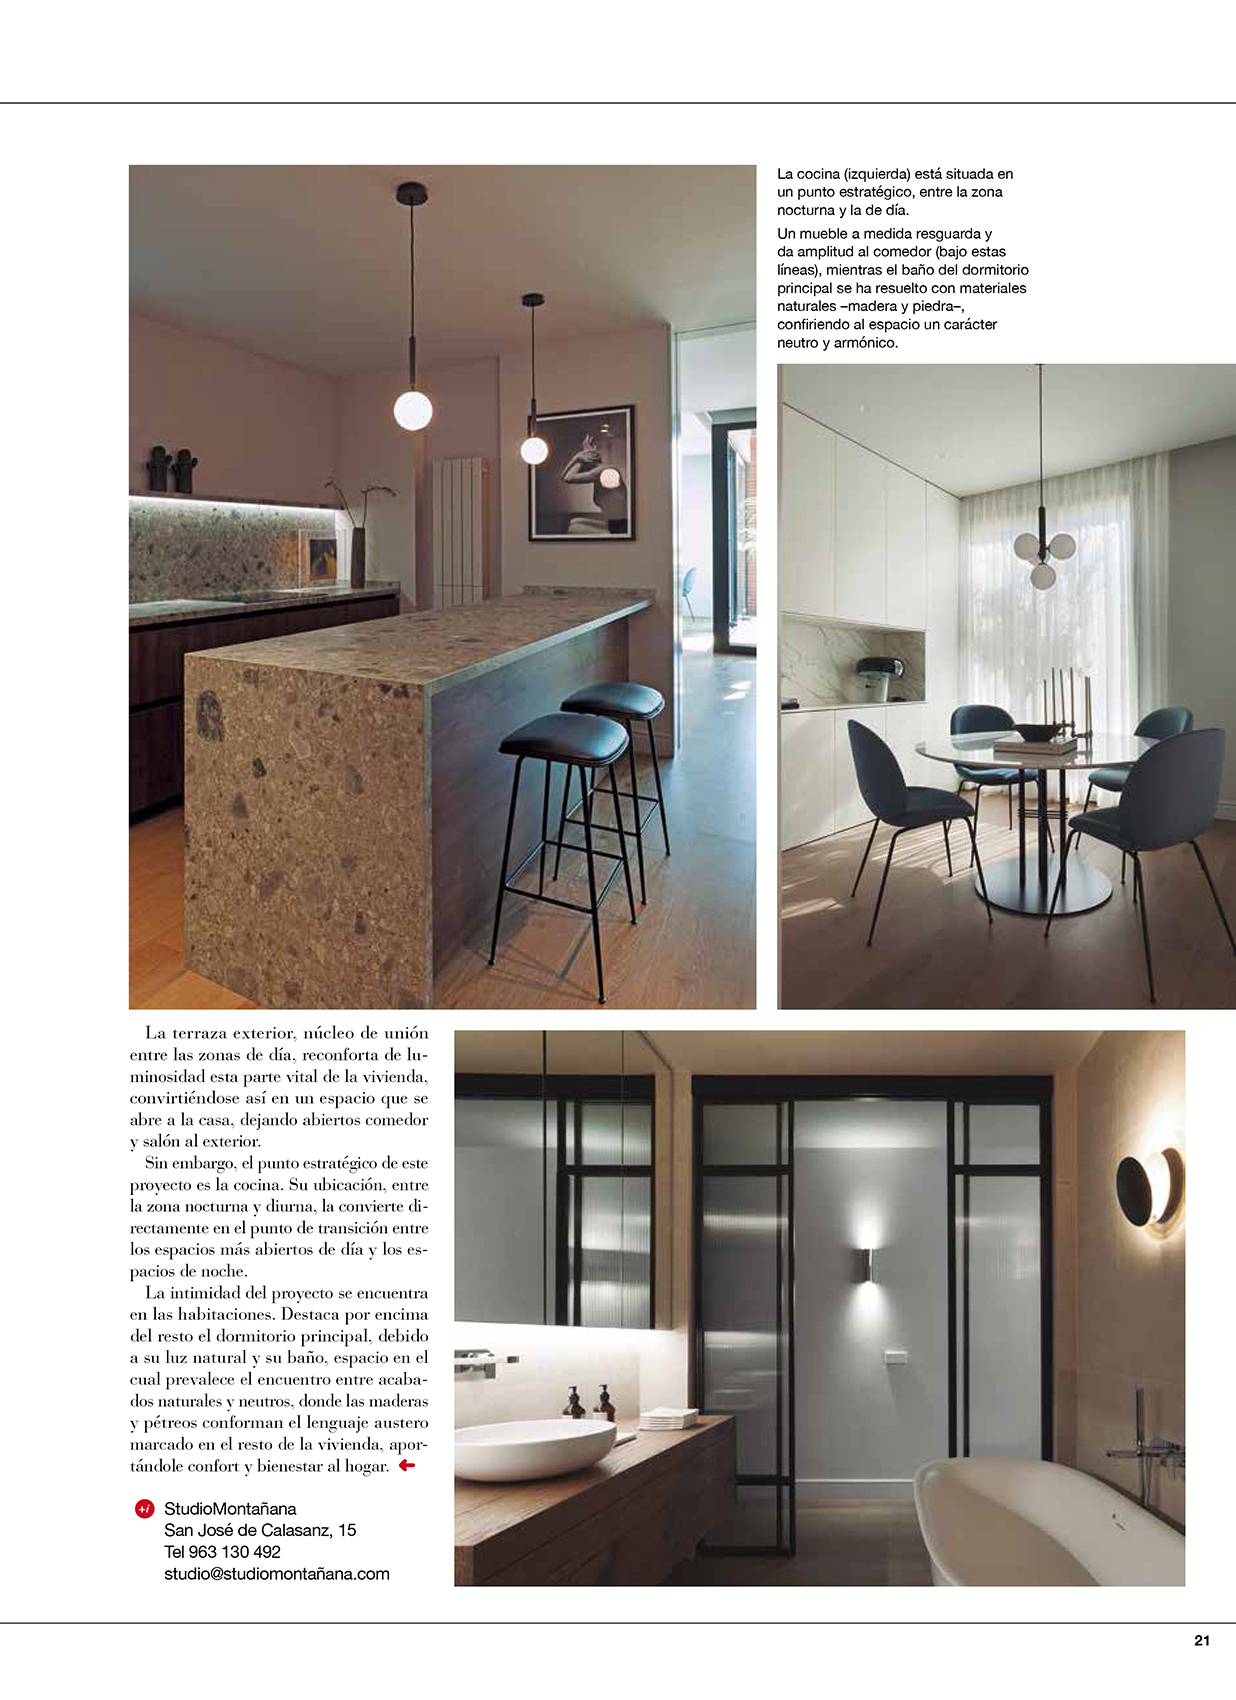 La cocina (izquierda) está situada en
un punto estratégico, entre la zona
nocturna y la de día.
Un mueble a medida resguarda y
da amplitud al comedor (bajo estas
líneas), mientras el baño del dormitorio
principal se ha resuelto con materiales
naturales –madera y piedra–,
confiriendo al espacio un carácter
neutro y armónico.
La terraza exterior, núcleo de unión
entre las zonas de día, reconforta de lu-
minosidad esta parte vital de la vivienda,
convirtiéndose así en un espacio que se
abre a la casa, dejando abiertos comedor
y salón al exterior.
Sin embargo, el punto estratégico de este
proyecto es la cocina. Su ubicación, entre
la zona nocturna y diurna, la convierte di-
rectamente en el punto de transición entre
los espacios más abiertos de día y los es-
pacios de noche.
La intimidad del proyecto se encuentra
en las habitaciones. Destaca por encima
del resto el dormitorio principal, debido
a su luz natural y su baño, espacio en el
cual prevalece el encuentro entre acaba-
dos naturales y neutros, donde las maderas
y pétreos conforman el lenguaje austero
marcado en el resto de la vivienda, apor-
tándole confort y bienestar al hogar.
+i StudioMontañana
San José de Calasanz, 15
Tel 963 130 492
studio@studiomontañana.com
21